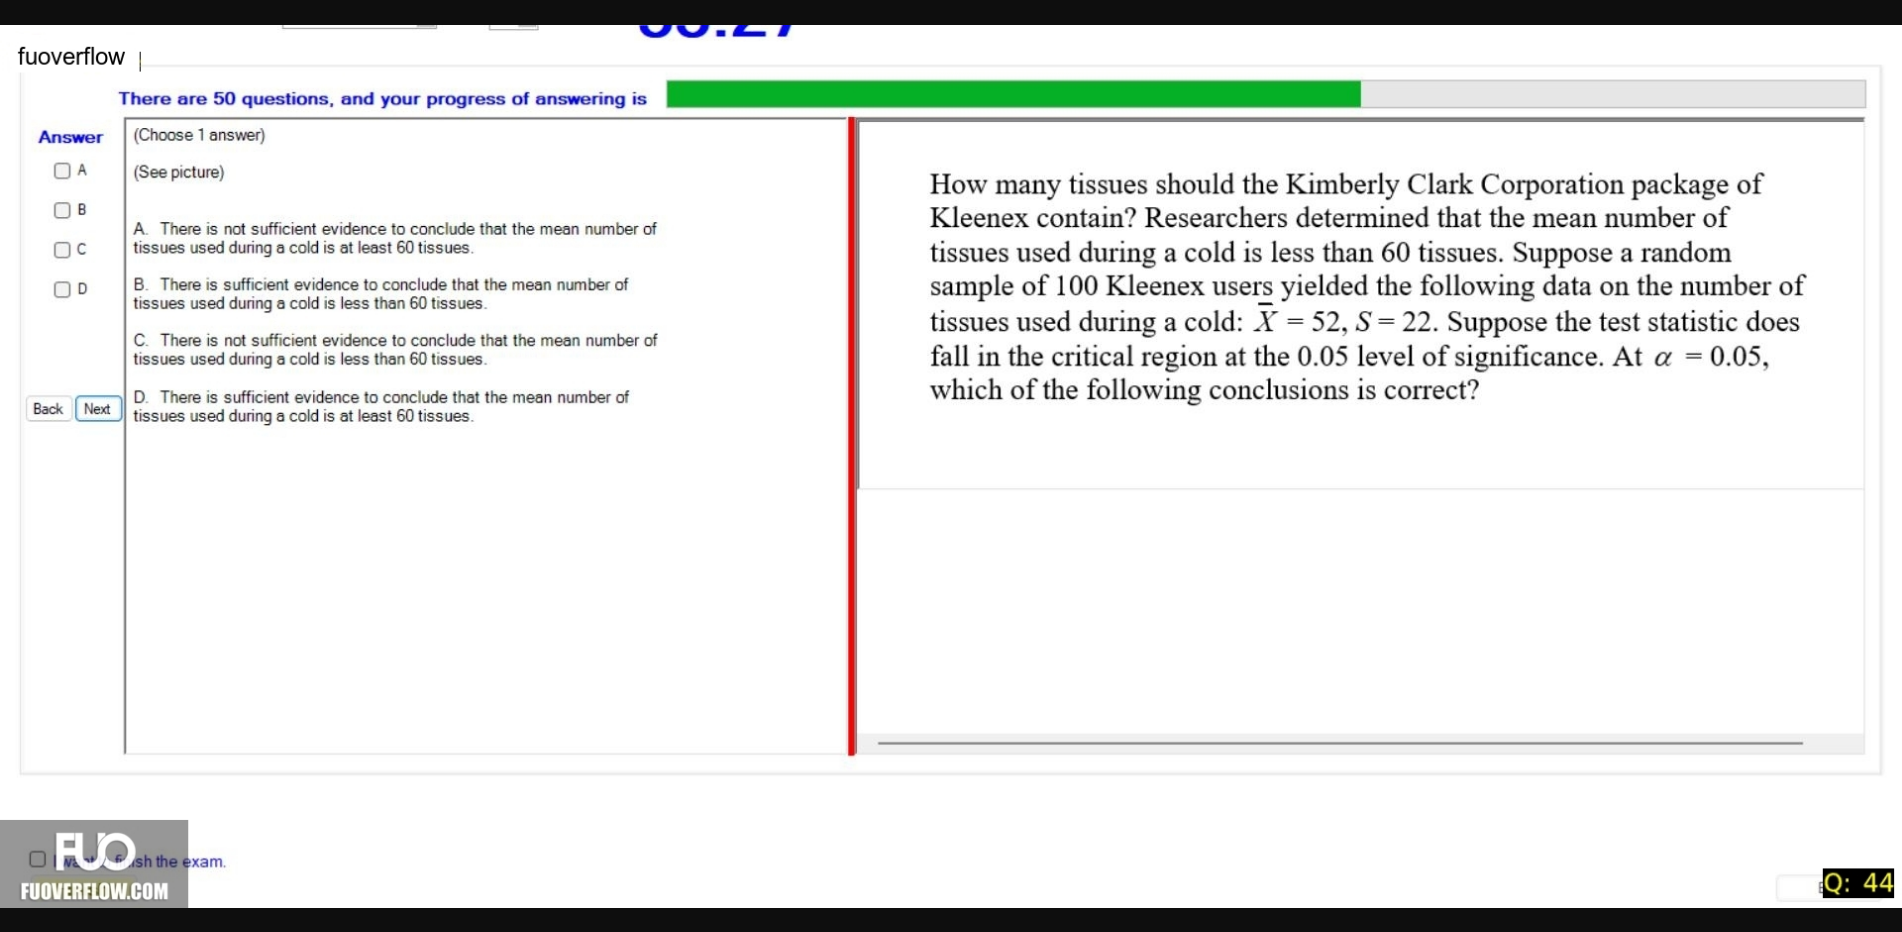 fuoverflow
There are 50 questions, and your progress of answering is
Answer
(Choose 1 answer)
A
(See picture)
B
C
D
A. There is not sufficient evidence to conclude that the mean number of
tissues used during a cold is at least 60 tissues.
B. There is sufficient evidence to conclude that the mean number of
tissues used during a cold is less than 60 tissues.
C. There is not sufficient evidence to conclude that the mean number of
tissues used during a cold is less than 60 tissues.
D. There is sufficient evidence to conclude that the mean number of
tissues used during a cold is at least 60 tissues.
Back Next
How many tissues should the Kimberly Clark Corporation package of
Kleenex contain? Researchers determined that the mean number of
tissues used during a cold is less than 60 tissues. Suppose a random
sample of 100 Kleenex users yielded the following data on the number of
tissues used during a cold: X̅ = 52, S = 22. Suppose the test statistic does
fall in the critical region at the 0.05 level of significance. At α = 0.05,
which of the following conclusions is correct?
the exam.
FUO
FUOVERFLOW.COM
Q: 44